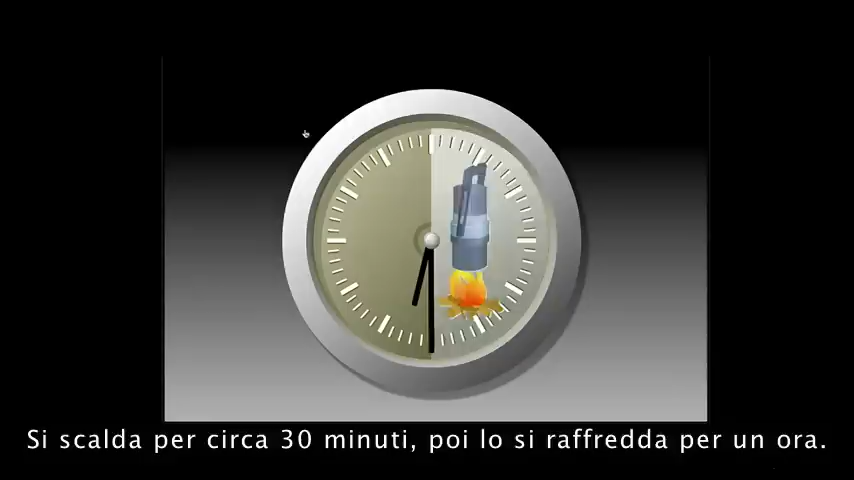 Si scalda per circa 30 minuti, poi lo si raffredda per un ora.